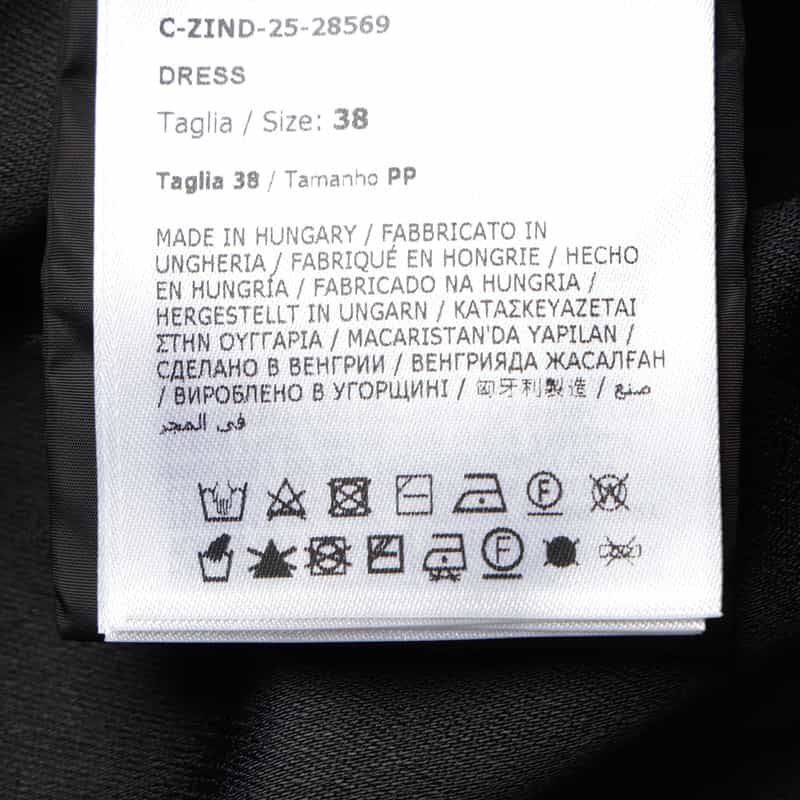 C-ZIND-25-28569
DRESS
Taglia / Size: 38
Taglia 38 / Tamanho PP
MADE IN HUNGARY / FABBRICATO IN
UNGHERIA / FABRIQUÉ EN HONGRIE / HECHO
EN HUNGRÍA / FABRICADO NA HUNGRIA /
HERGESTELLT IN UNGARN / ΚΑΤΑΣΚΕΥΑΖΕΤΑΙ
ΣΤΗΝ ΟΥΓΓΑΡΙΑ / MACARISTAN'DA YAPILAN /
СДЕЛАНО В ВЕНГРИИ / ВЕНГРИЯДА ЖАСАЛҒАН
/ ВИРОБЛЕНО В УГОРЩИНІ / 匈牙利製造 / صنع
في المجر
F W
F